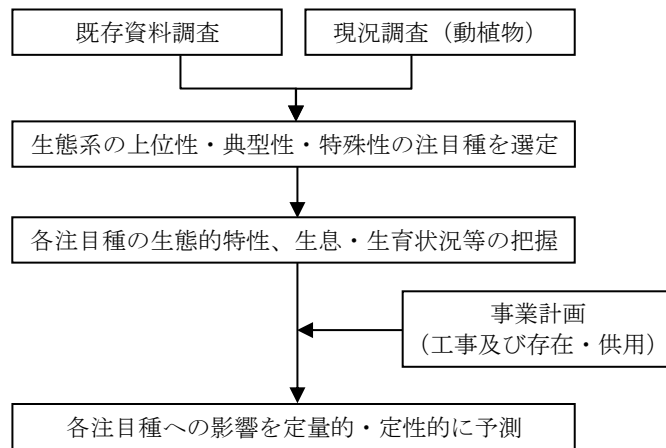 既存資料調査
現況調査（動植物）
生態系の上位性・典型性・特殊性の注目種を選定
各注目種の生態的特性、生息・生育状況等の把握
事業計画
（工事及び存在・供用）
各注目種への影響を定量的・定性的に予測